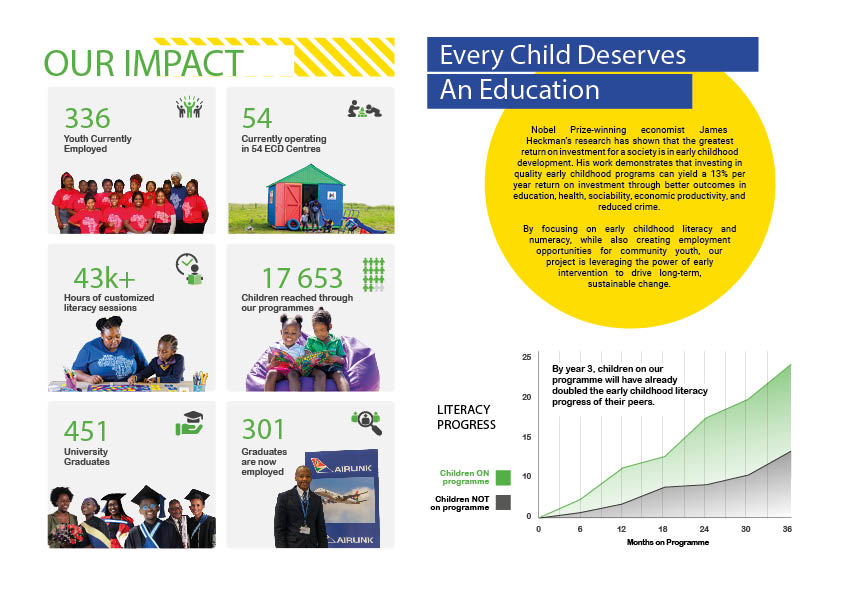 OUR IMPACT
336
Youth Currently
Employed
54
Currently operating
in 54 ECD Centres
43k+
Hours of customized
literacy sessions
17 653
Children reached through
our programmes
451
University
Graduates
301
Graduates
are now
employed
AIRLINK
AIRLINK
Every Child Deserves
An Education
Nobel Prize-winning economist James
Heckman's research has shown that the greatest
return on investment for a society is in early childhood
development. His work demonstrates that investing in
quality early childhood programs can yield a 13% per
year return on investment through better outcomes in
education, health, sociability, economic productivity, and
reduced crime.
By focusing on early childhood literacy and
numeracy, while also creating employment
opportunities for community youth, our
project is leveraging the power of early
intervention to drive long-term,
sustainable change.
LITERACY
PROGRESS
Children ON
programme
Children NOT
on programme
By year 3, children on our
programme will have already
doubled the early childhood literacy
progress of their peers.
25
20
15
10
5
0
0 6 12 18 24 30 36
Months on Programme